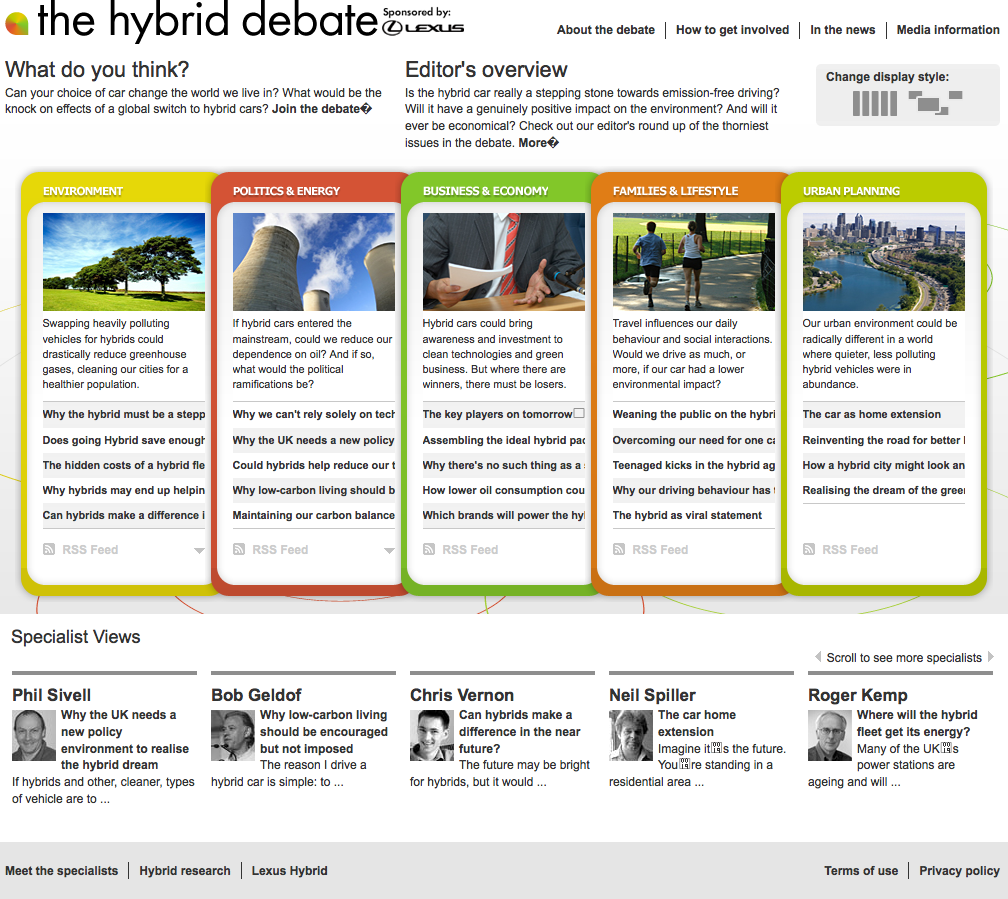 the hybrid debate
Sponsored by:
LEXUS
About the debate
How to get involved
In the news
Media information
What do you think?
Can your choice of car change the world we live in? What would be the
knock on effects of a global switch to hybrid cars? Join the debate�
Editor's overview
Is the hybrid car really a stepping stone towards emission-free driving?
Will it have a genuinely positive impact on the environment? And will it
ever be economical? Check out our editor's round up of the thorniest
issues in the debate. More�
Change display style:
ENVIRONMENT
Swapping heavily polluting
vehicles for hybrids could
drastically reduce greenhouse
gases, cleaning our cities for a
healthier population.
Why the hybrid must be a stepp
Does going Hybrid save enough
The hidden costs of a hybrid fle
Why hybrids may end up helpin
Can hybrids make a difference i
RSS Feed
POLITICS & ENERGY
If hybrid cars entered the
mainstream, could we reduce our
dependence on oil? And if so,
what would the political
ramifications be?
Why we can't rely solely on tech
Why the UK needs a new policy
Could hybrids help reduce our t
Why low-carbon living should b
Maintaining our carbon balance
RSS Feed
BUSINESS & ECONOMY
Hybrid cars could bring
awareness and investment to
clean technologies and green
business. But where there are
winners, there must be losers.
The key players on tomorrow□
Assembling the ideal hybrid pac
Why there's no such thing as a
How lower oil consumption cou
Which brands will power the hy
RSS Feed
FAMILIES & LIFESTYLE
Travel influences our daily
behaviour and social interactions.
Would we drive as much, or
more, if our car had a lower
environmental impact?
Weaning the public on the hybri
Overcoming our need for one ca
Teenaged kicks in the hybrid ag
Why our driving behaviour has
The hybrid as viral statement
RSS Feed
URBAN PLANNING
Our urban environment could be
radically different in a world
where quieter, less polluting
hybrid vehicles were in
abundance.
The car as home extension
Reinventing the road for better
How a hybrid city might look an
Realising the dream of the gree
RSS Feed
Specialist Views
Scroll to see more specialists
Phil Sivell
Why the UK needs a
new policy
environment to realise
the hybrid dream
If hybrids and other, cleaner, types
of vehicle are to ...
Bob Geldof
Why low-carbon living
should be encouraged
but not imposed
The reason I drive a
hybrid car is simple: to ...
Chris Vernon
Can hybrids make a
difference in the near
future?
The future may be bright
for hybrids, but it would ...
Neil Spiller
The car home
extension
Imagine it s the future.
You re standing in a
residential area ...
Roger Kemp
Where will the hybrid
fleet get its energy?
Many of the UK s
power stations are
ageing and will ...
Meet the specialists
Hybrid research
Lexus Hybrid
Terms of use
Privacy policy